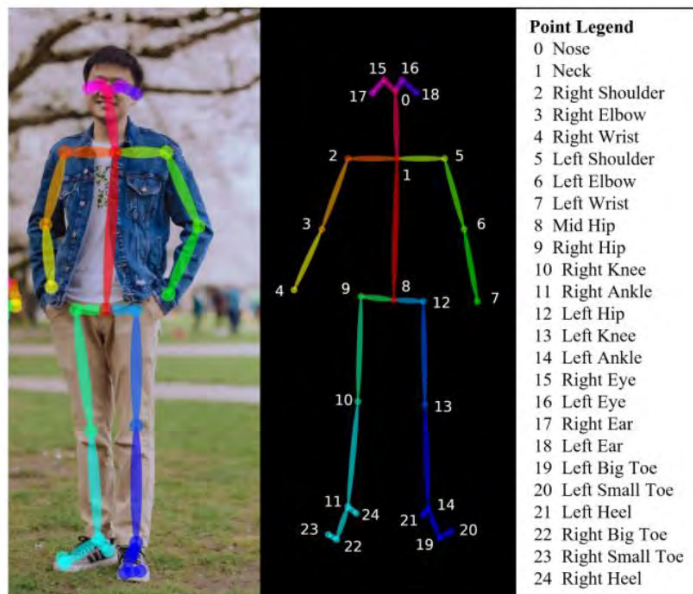 15
16
17
0
18
2
1
5
3
6
4
9
8
12
7
10
13
11
24
14
21
23
22
19
20
Point Legend
0 Nose
1 Neck
2 Right Shoulder
3 Right Elbow
4 Right Wrist
5 Left Shoulder
6 Left Elbow
7 Left Wrist
8 Mid Hip
9 Right Hip
10 Right Knee
11 Right Ankle
12 Left Hip
13 Left Knee
14 Left Ankle
15 Right Eye
16 Left Eye
17 Right Ear
18 Left Ear
19 Left Big Toe
20 Left Small Toe
21 Left Heel
22 Right Big Toe
23 Right Small Toe
24 Right Heel